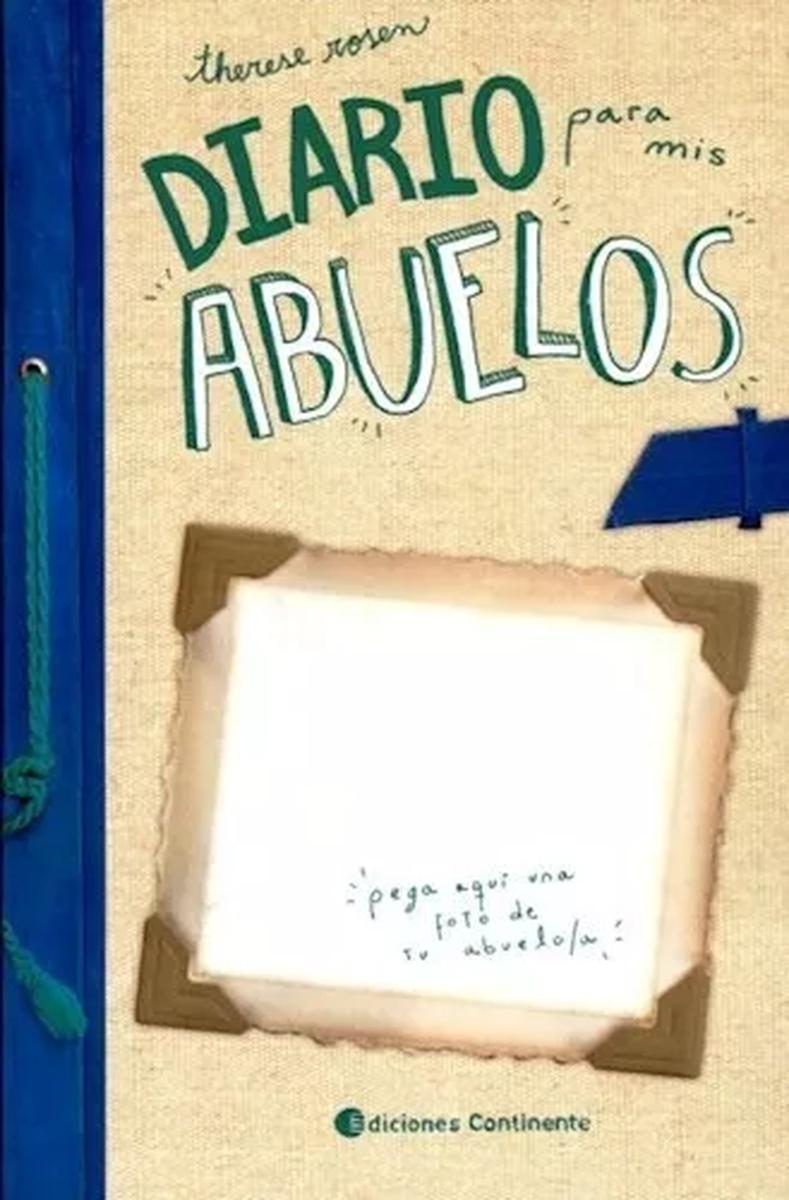 therese rosen
DIARIO para
mis
ABUELOS
pega aquí una
foto de
tu abuelo/a
Ediciones Continente